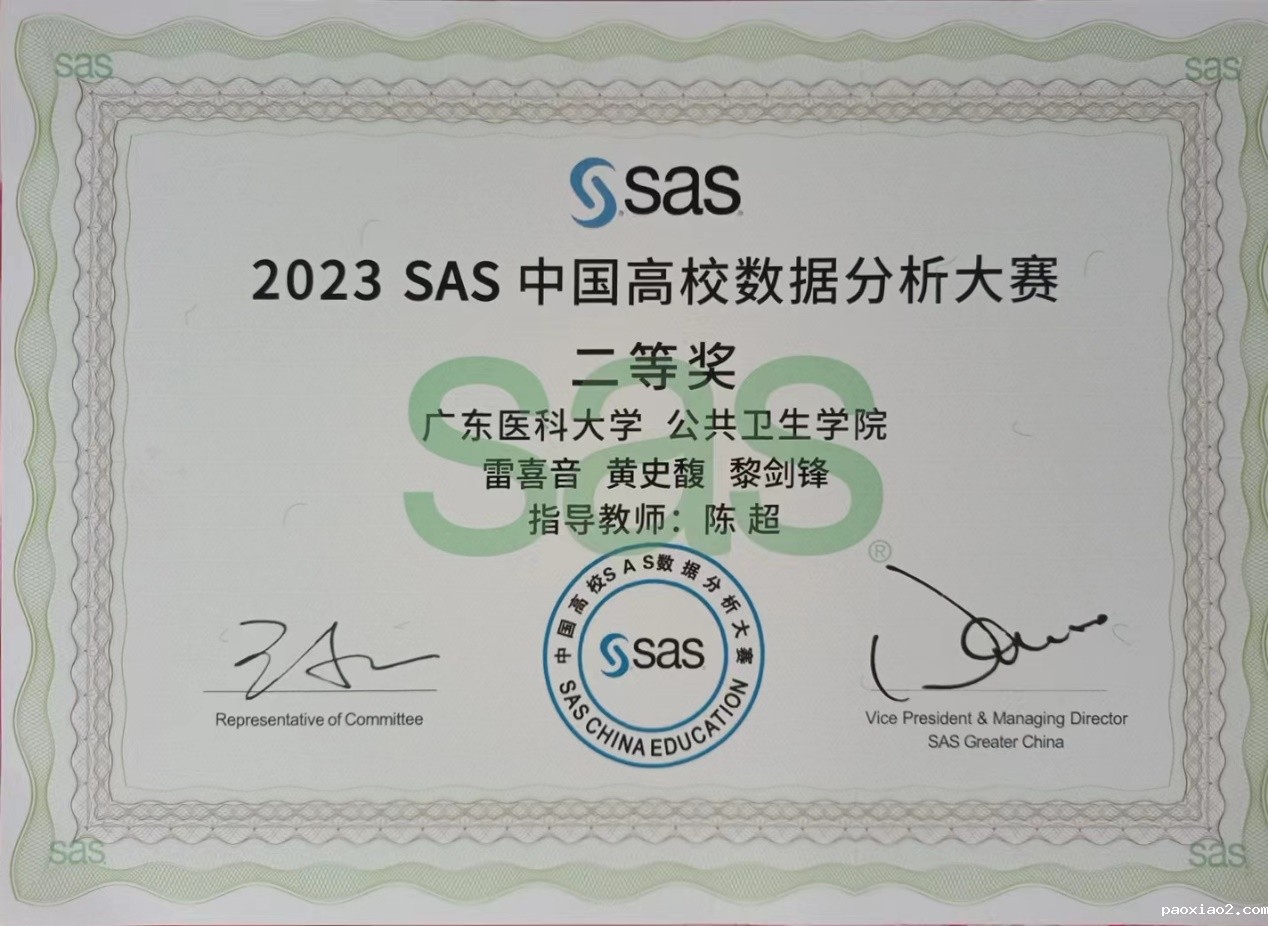 sas
sas
sas
2023 SAS 中国高校数据分析大赛
二等奖
sas
广东医科大学 公共卫生学院
雷喜音 黄史馥 黎剑锋
指导教师：陈 超
®
中国高校SAS数据分析大赛
sas
SAS CHINA EDUCATION
Representative of Committee
Vice President & Managing Director
SAS Greater China
sas
sas
paoxiao2.com